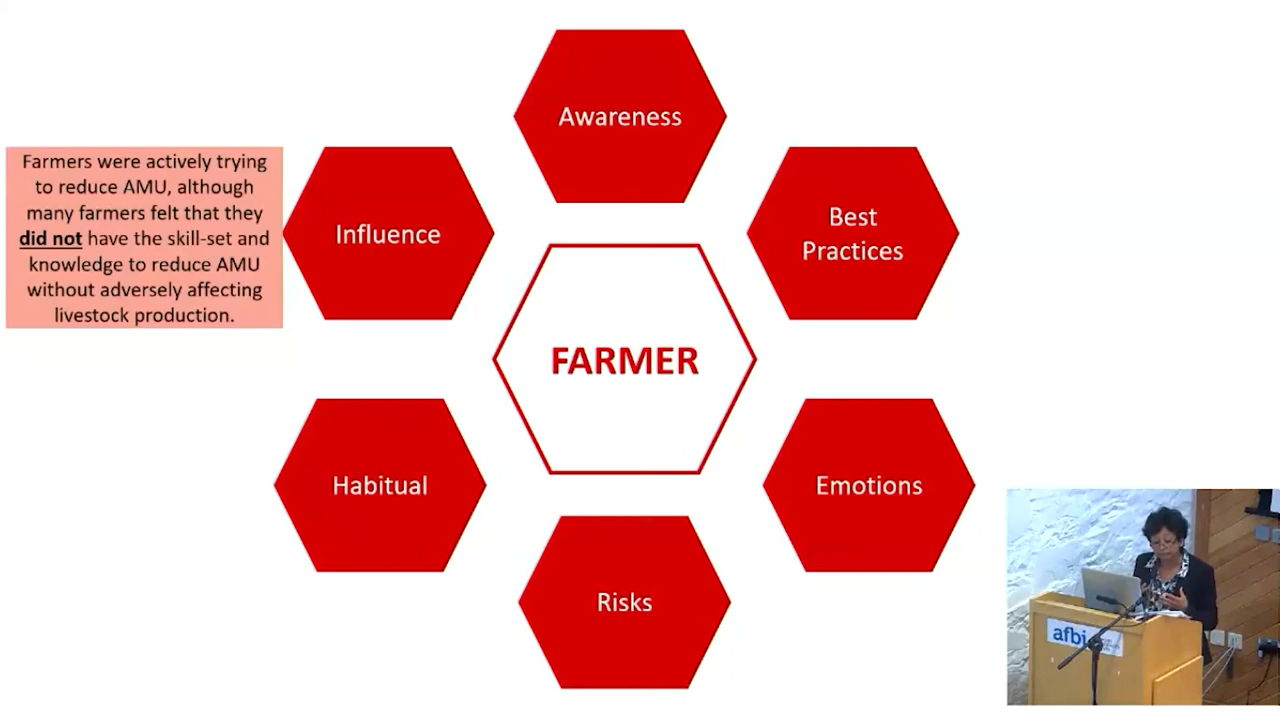 Awareness
Farmers were actively trying
to reduce AMU, although
many farmers felt that they
did not have the skill-set and
knowledge to reduce AMU
without adversely affecting
livestock production.
Influence
Best
Practices
FARMER
Habitual
Emotions
Risks
afbi